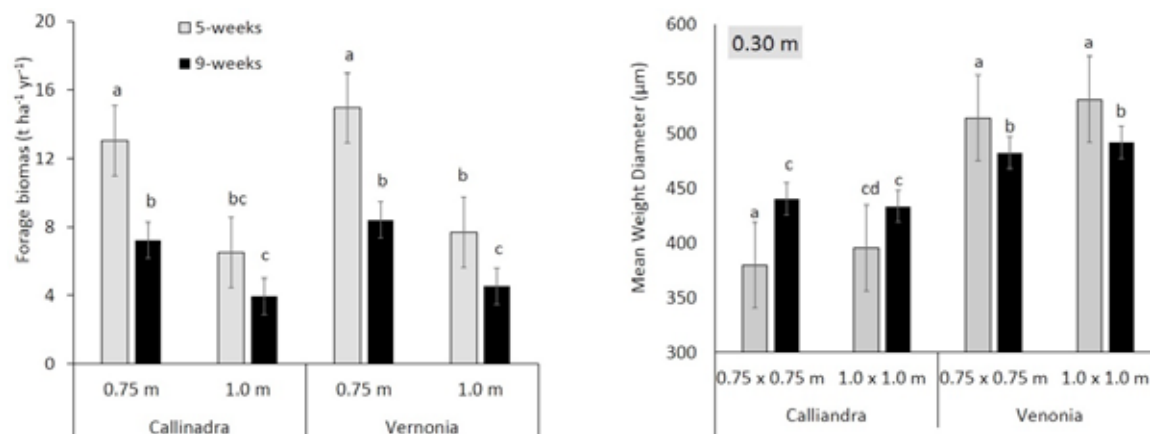 Forage biomas (t ha⁻¹ yr⁻¹)
20
16
12
8
4
0
5-weeks
9-weeks
a
b
bc
c
a
b
b
c
0.75 m
1.0 m
0.75 m
1.0 m
Callinadra
Vernonia
Mean Weight Diameter (µm)
600
550
500
450
400
350
300
0.30 m
a
c
cd
c
a
b
a
b
0.75 x 0.75 m
1.0 x 1.0 m
0.75 x 0.75 m
1.0 x 1.0 m
Calliandra
Venonia